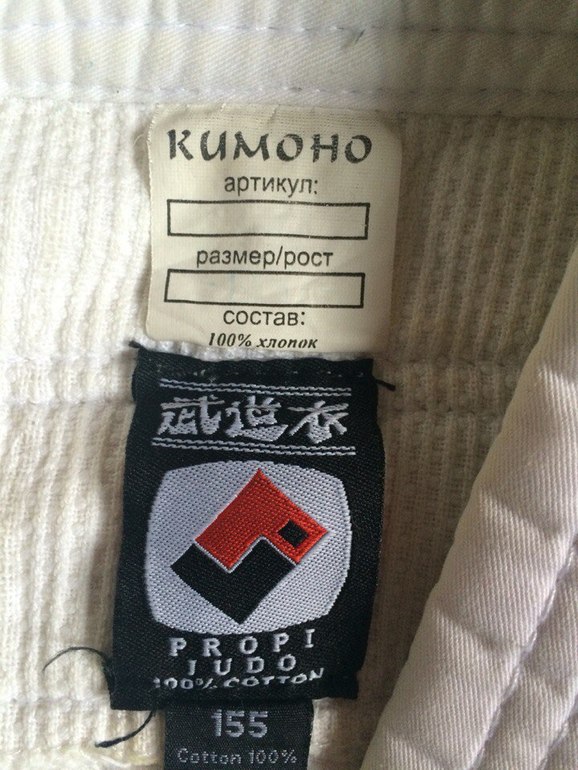 кимоно
артикул:
размер/рост
состав:
100% хлопок
武道衣
PROPI
JUDO
100% COTTON
155
Cotton 100%